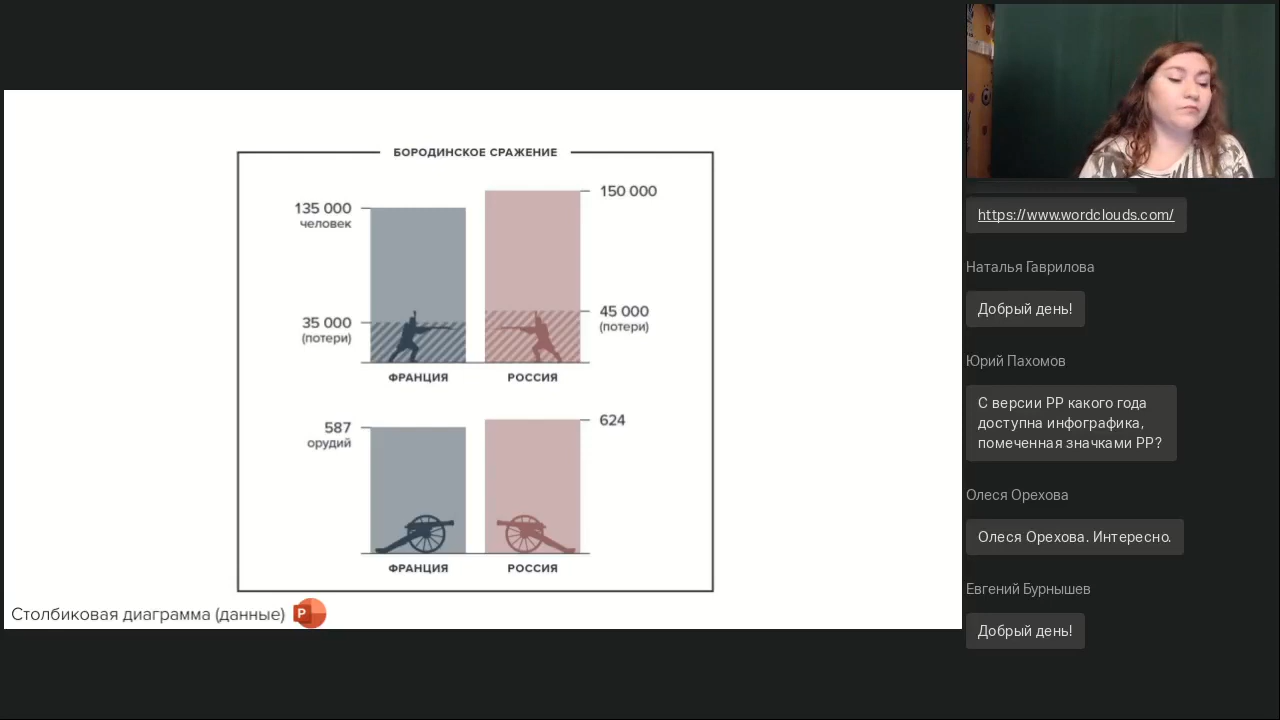 БОРОДИНСКОЕ СРАЖЕНИЕ
135 000
человек
150 000
35 000
(потери)
45 000
(потери)
ФРАНЦИЯ
РОССИЯ
587
орудий
624
ФРАНЦИЯ
РОССИЯ
Столбиковая диаграмма (данные)
P
https://www.wordclouds.com/
Наталья Гаврилова
Добрый день!
Юрий Пахомов
С версии PP какого года
доступна инфографика,
помеченная значками PP?
Олеся Орехова
Олеся Орехова. Интересно.
Евгений Бурнышев
Добрый день!